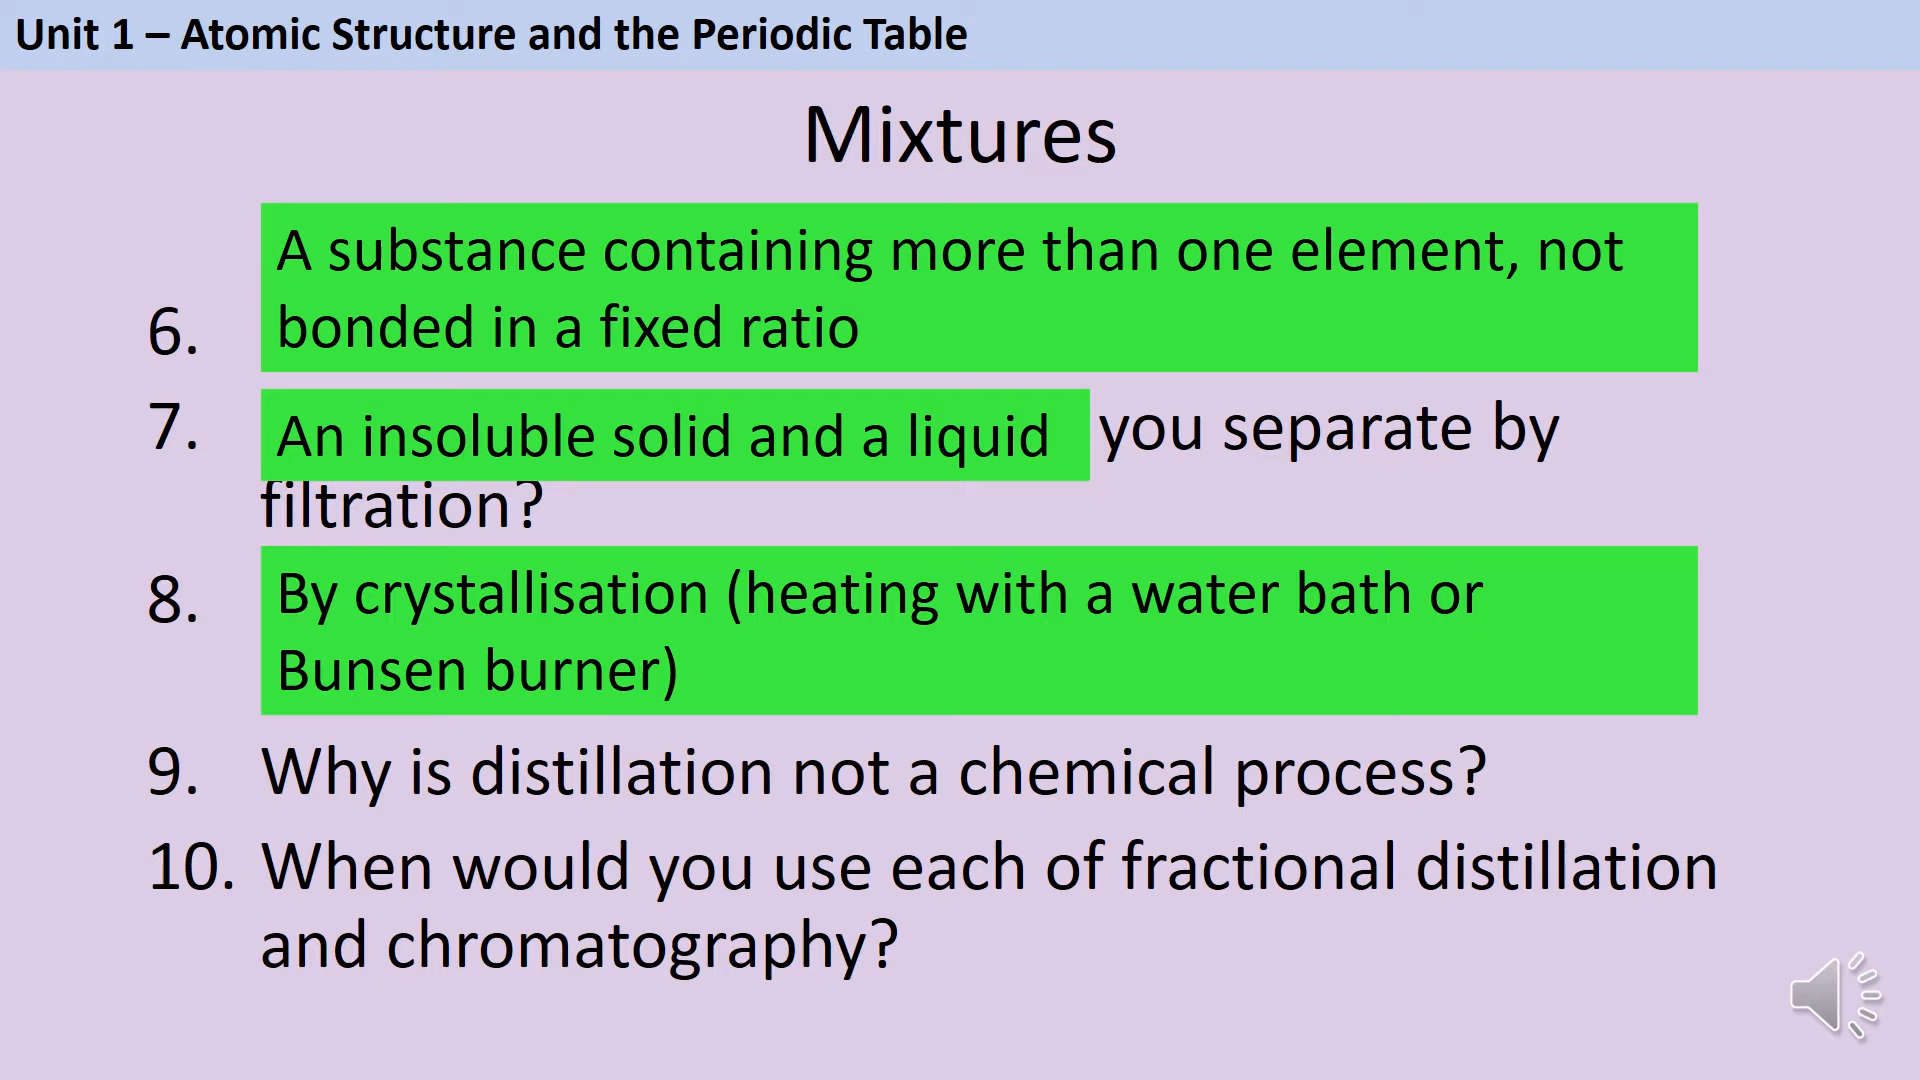 Unit 1 – Atomic Structure and the Periodic Table
Mixtures
6. A substance containing more than one element, not
bonded in a fixed ratio
7. An insoluble solid and a liquid you separate by
filtration?
8. By crystallisation (heating with a water bath or
Bunsen burner)
9. Why is distillation not a chemical process?
10. When would you use each of fractional distillation
and chromatography?